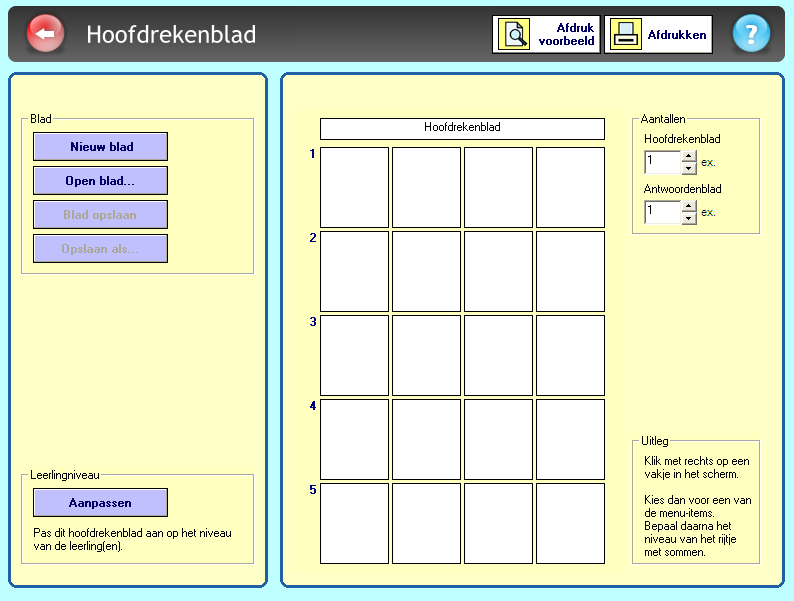 Hoofdrekenblad
Afdruk
voorbeeld
Afdrukken
?
Blad
Nieuw blad
Open blad...
Blad opslaan
Opslaan als...
Leerlingniveau
Aanpassen
Pas dit hoofdrekenblad aan op het niveau
van de leerling(en).
Hoofdrekenblad
1
2
3
4
5
Aantallen
Hoofdrekenblad
1 ex.
Antwoordenblad
1 ex.
Uitleg
Klik met rechts op een
vakje in het scherm.
Kies dan voor een van
de menu-items.
Bepaal daarna het
niveau van het rijtje
met sommen.